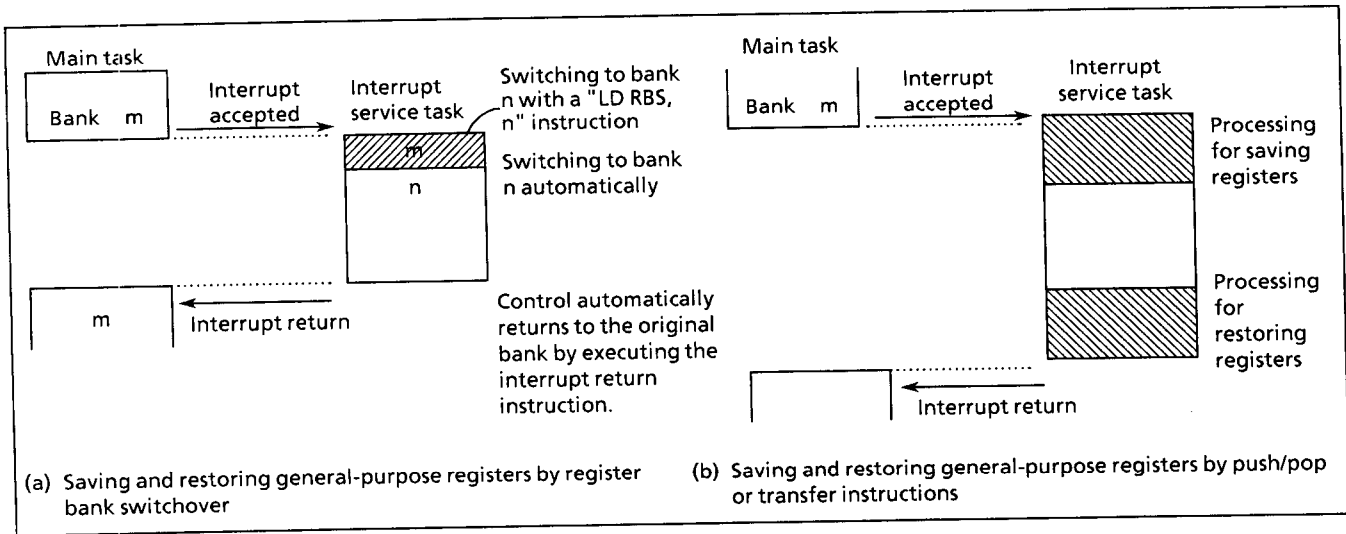 Main task
Bank m
Interrupt
accepted
Interrupt
service task
m
n
Switching to bank
n with a "LD RBS,
n" instruction
Switching to bank
n automatically
m
Interrupt return
Control automatically
returns to the original
bank by executing the
interrupt return
instruction.
(a) Saving and restoring general-purpose registers by register
bank switchover
Main task
Bank m
Interrupt
accepted
Interrupt
service task
Processing
for saving
registers
Processing
for
restoring
registers
Interrupt return
(b) Saving and restoring general-purpose registers by push/pop
or transfer instructions